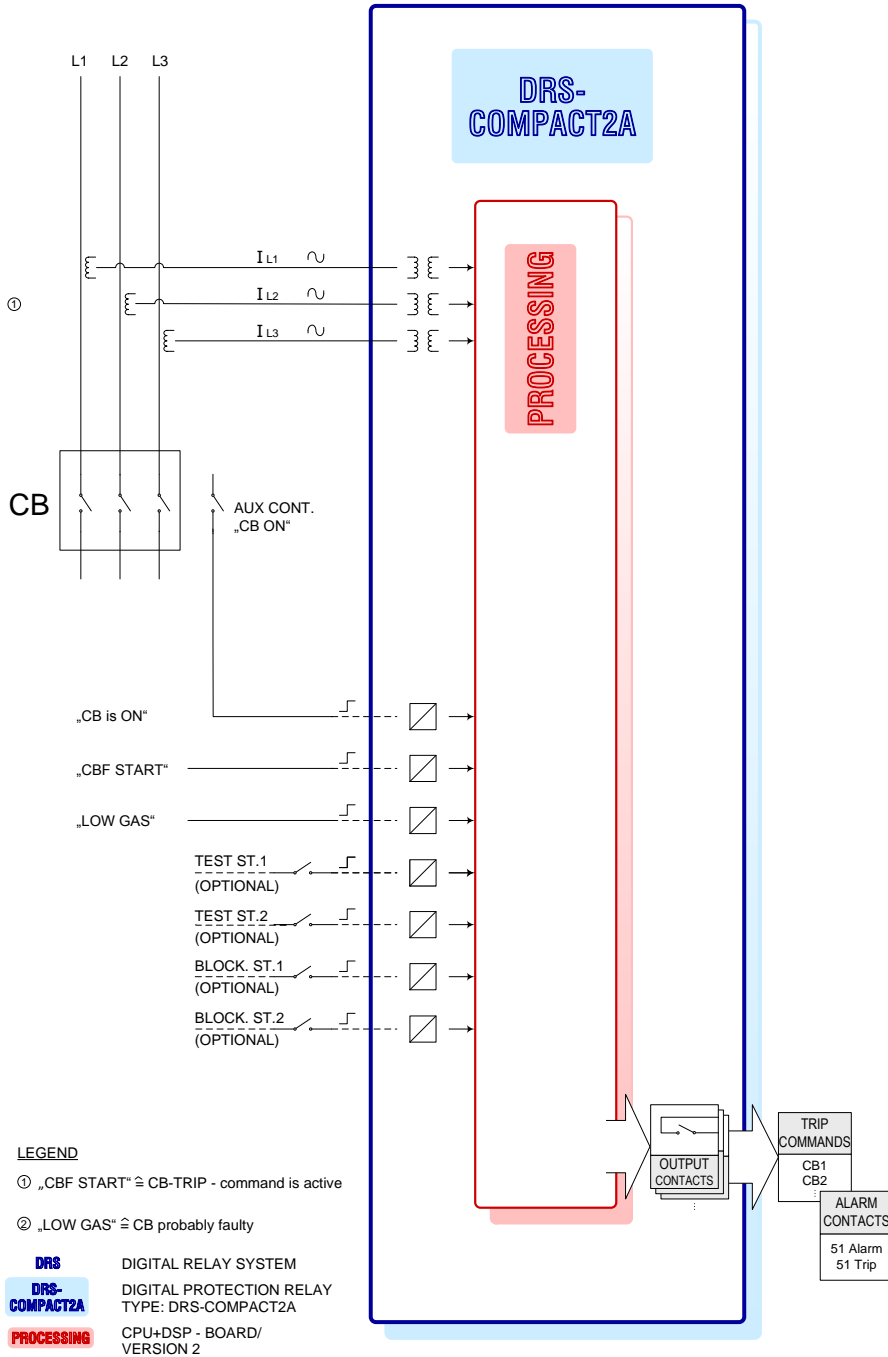 L1 L2 L3
DRS-
COMPACT2A
PROCESSING
I L1
① I L2
I L3
CB
AUX CONT.
„CB ON“
„CB is ON“
„CBF START“
„LOW GAS“
TEST ST.1
(OPTIONAL)
TEST ST.2
(OPTIONAL)
BLOCK. ST.1
(OPTIONAL)
BLOCK. ST.2
(OPTIONAL)
OUTPUT
CONTACTS
TRIP
COMMANDS
CB1
CB2
ALARM
CONTACTS
51 Alarm
51 Trip
LEGEND
① „CBF START“ ≙ CB-TRIP - command is active
② „LOW GAS“ ≙ CB probably faulty
DRS DIGITAL RELAY SYSTEM
DRS-
COMPACT2A
DIGITAL PROTECTION RELAY
TYPE: DRS-COMPACT2A
PROCESSING
CPU+DSP - BOARD/
VERSION 2